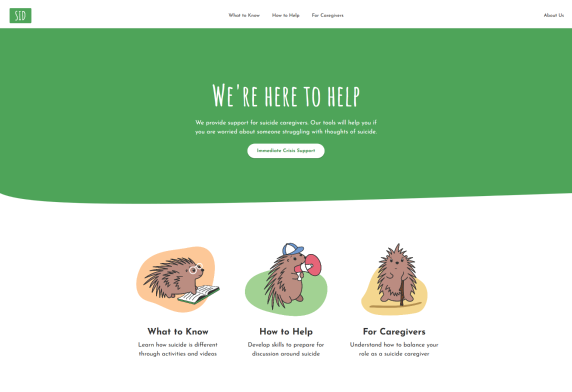 SID
What to Know
How to Help
For Caregivers
About Us
We're here to help
We provide support for suicide caregivers. Our tools will help you if
you are worried about someone struggling with thoughts of suicide.
Immediate Crisis Support
What to Know
Learn how suicide is different
through activities and videos
How to Help
Develop skills to prepare for
discussion around suicide
For Caregivers
Understand how to balance your
role as a suicide caregiver